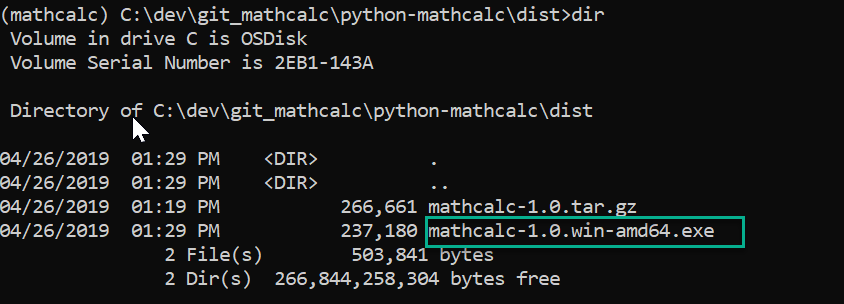 (mathcalc) C:\dev\git_mathcalc\python-mathcalc\dist>dir
Volume in drive C is OSDisk
Volume Serial Number is 2EB1-143A
Directory of C:\dev\git_mathcalc\python-mathcalc\dist
04/26/2019  01:29 PM    <DIR>          .
04/26/2019  01:29 PM    <DIR>          ..
04/26/2019  01:19 PM           266,661 mathcalc-1.0.tar.gz
04/26/2019  01:29 PM           237,180 mathcalc-1.0.win-amd64.exe
2 File(s)        503,841 bytes
2 Dir(s)  266,844,258,304 bytes free